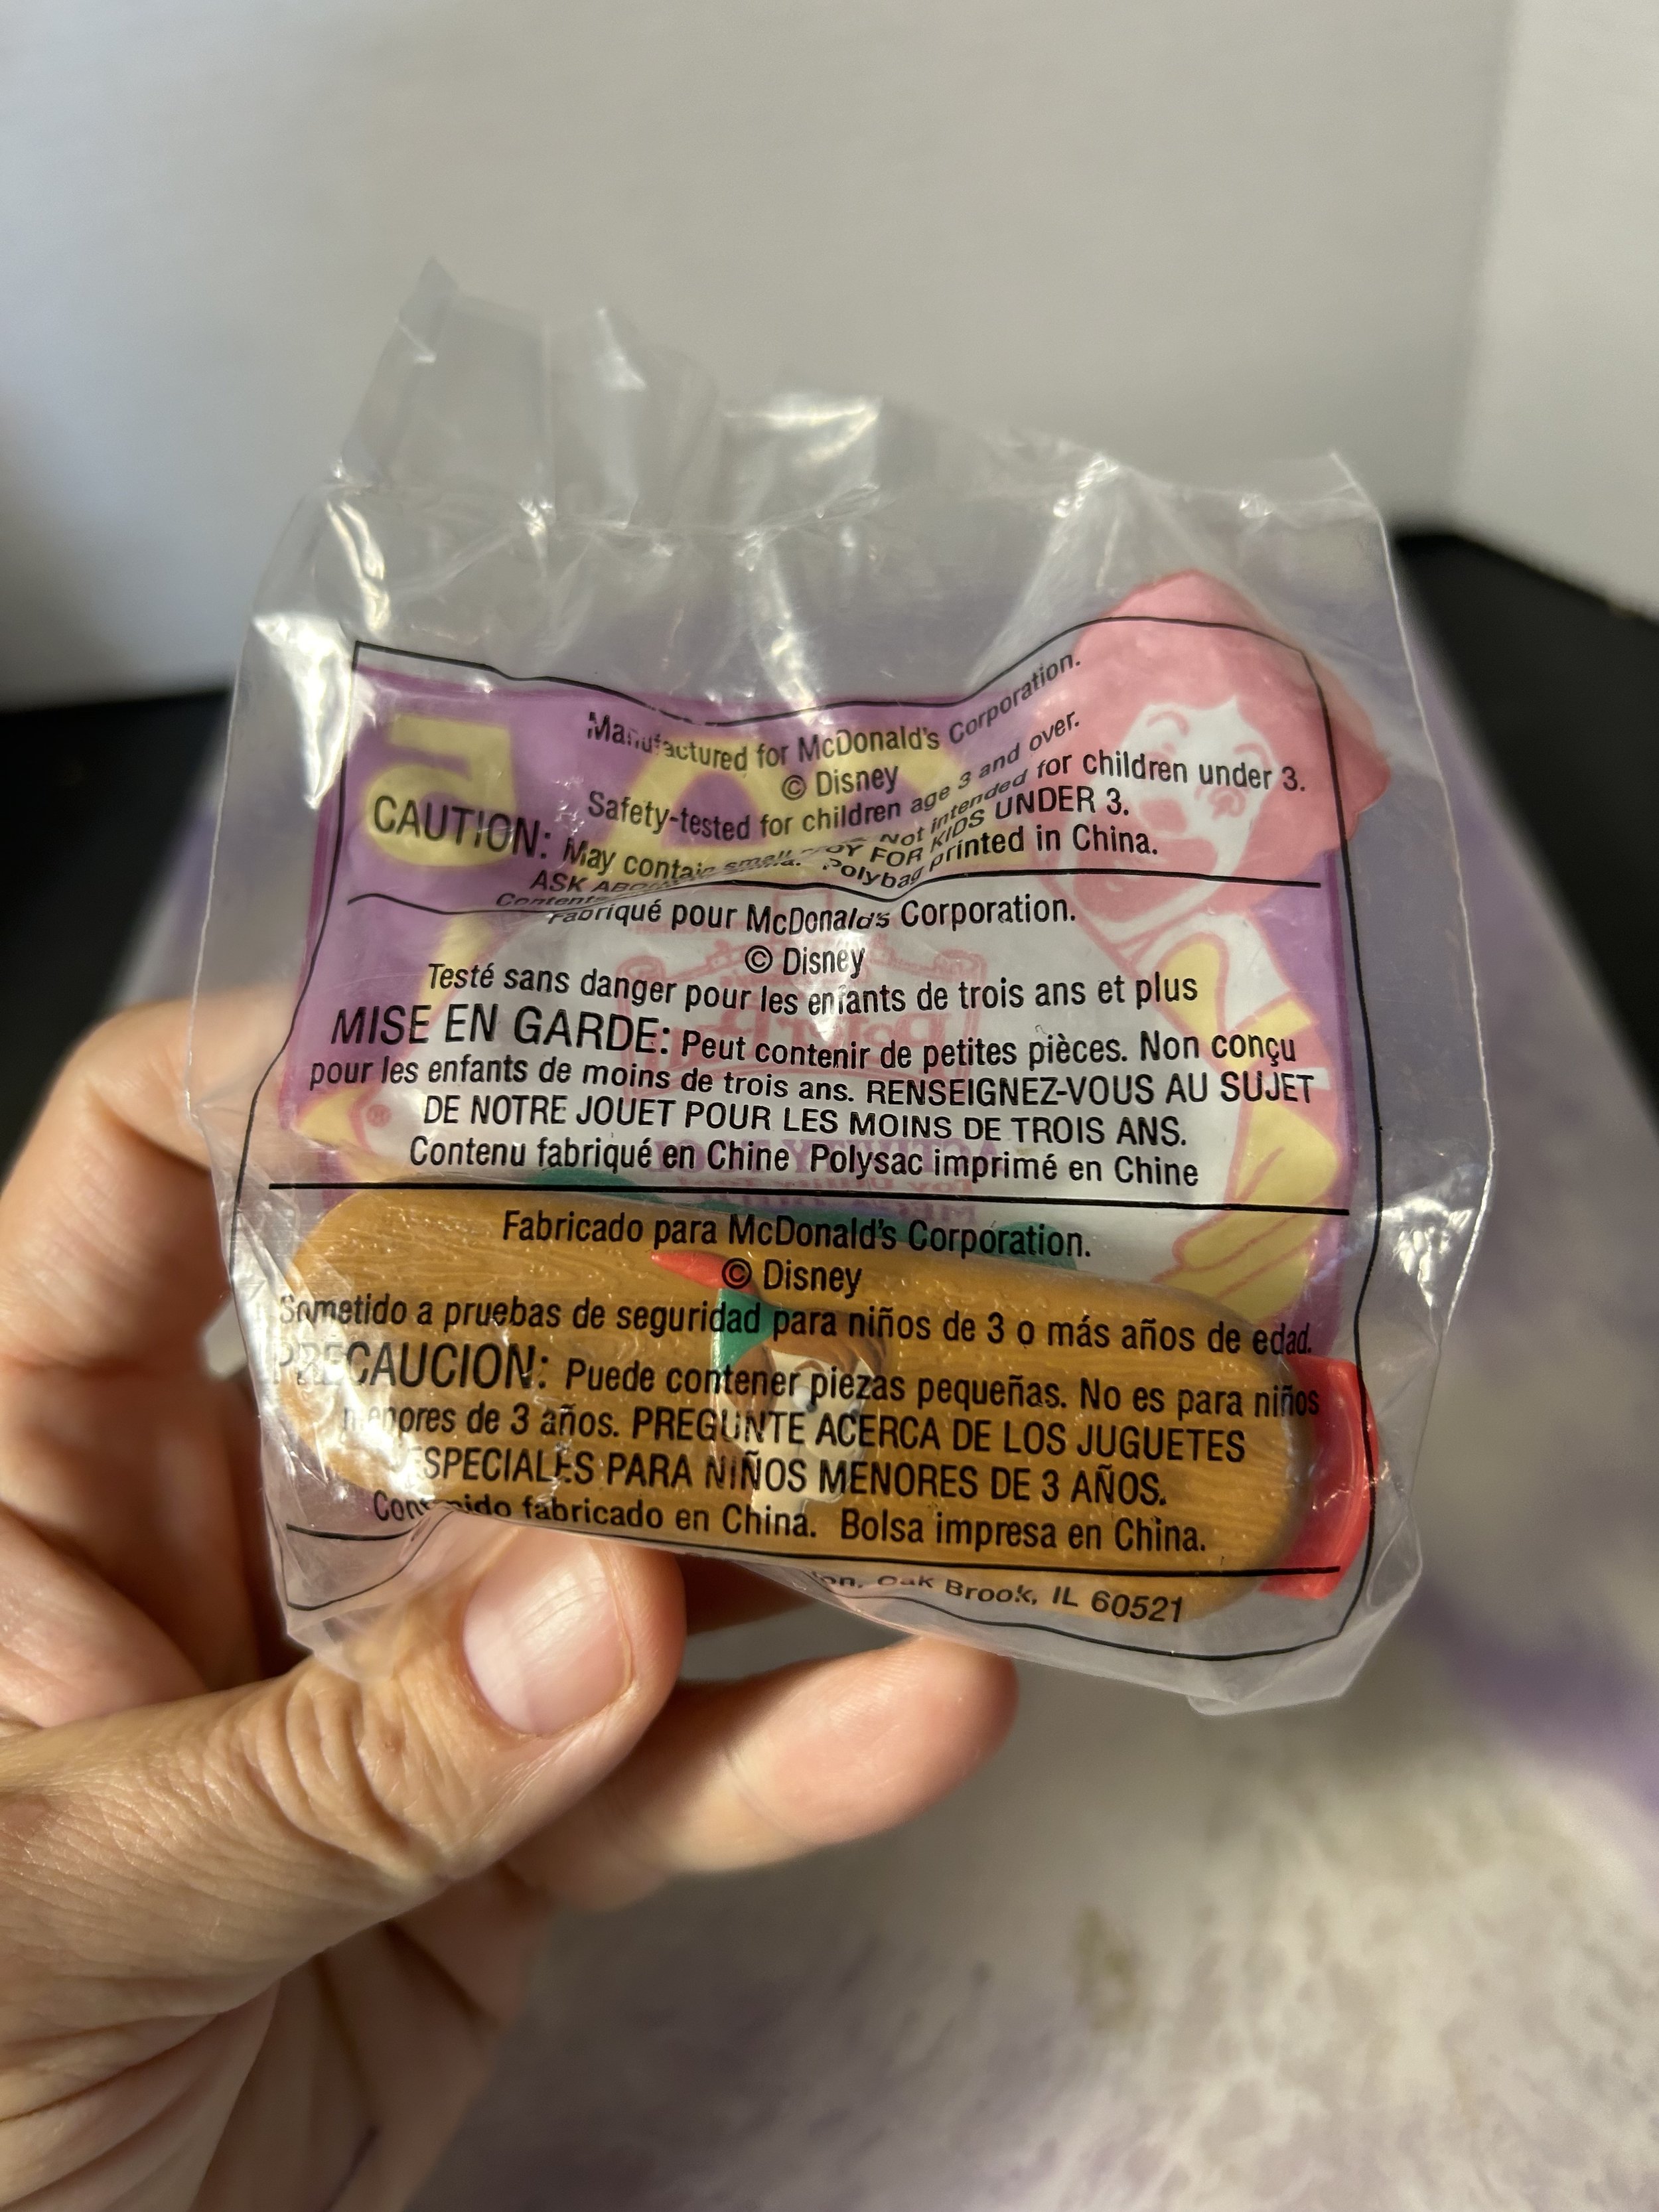 Manufactured for McDonald's Corporation.
© Disney
Safety-tested for children age 3 and over.
CAUTION: May contain small Not intended for children under 3.
ASK FOR KIDS UNDER 3.
Polybag printed in China.
Fabriqué pour McDonald's Corporation.
© Disney
Testé sans danger pour les enfants de trois ans et plus
MISE EN GARDE: Peut contenir de petites pièces. Non conçu
pour les enfants de moins de trois ans. RENSEIGNEZ-VOUS AU SUJET
DE NOTRE JOUET POUR LES MOINS DE TROIS ANS.
Contenu fabriqué en Chine Polysac imprimé en Chine
Fabricado para McDonald's Corporation.
© Disney
Sometido a pruebas de seguridad para niños de 3 o más años de edad.
PRECAUCION: Puede contener piezas pequeñas. No es para niños
menores de 3 años. PREGUNTE ACERCA DE LOS JUGUETES
ESPECIALES PARA NIÑOS MENORES DE 3 AÑOS.
Contenido fabricado en China. Bolsa impresa en China.
Oak Brook, IL 60521
5